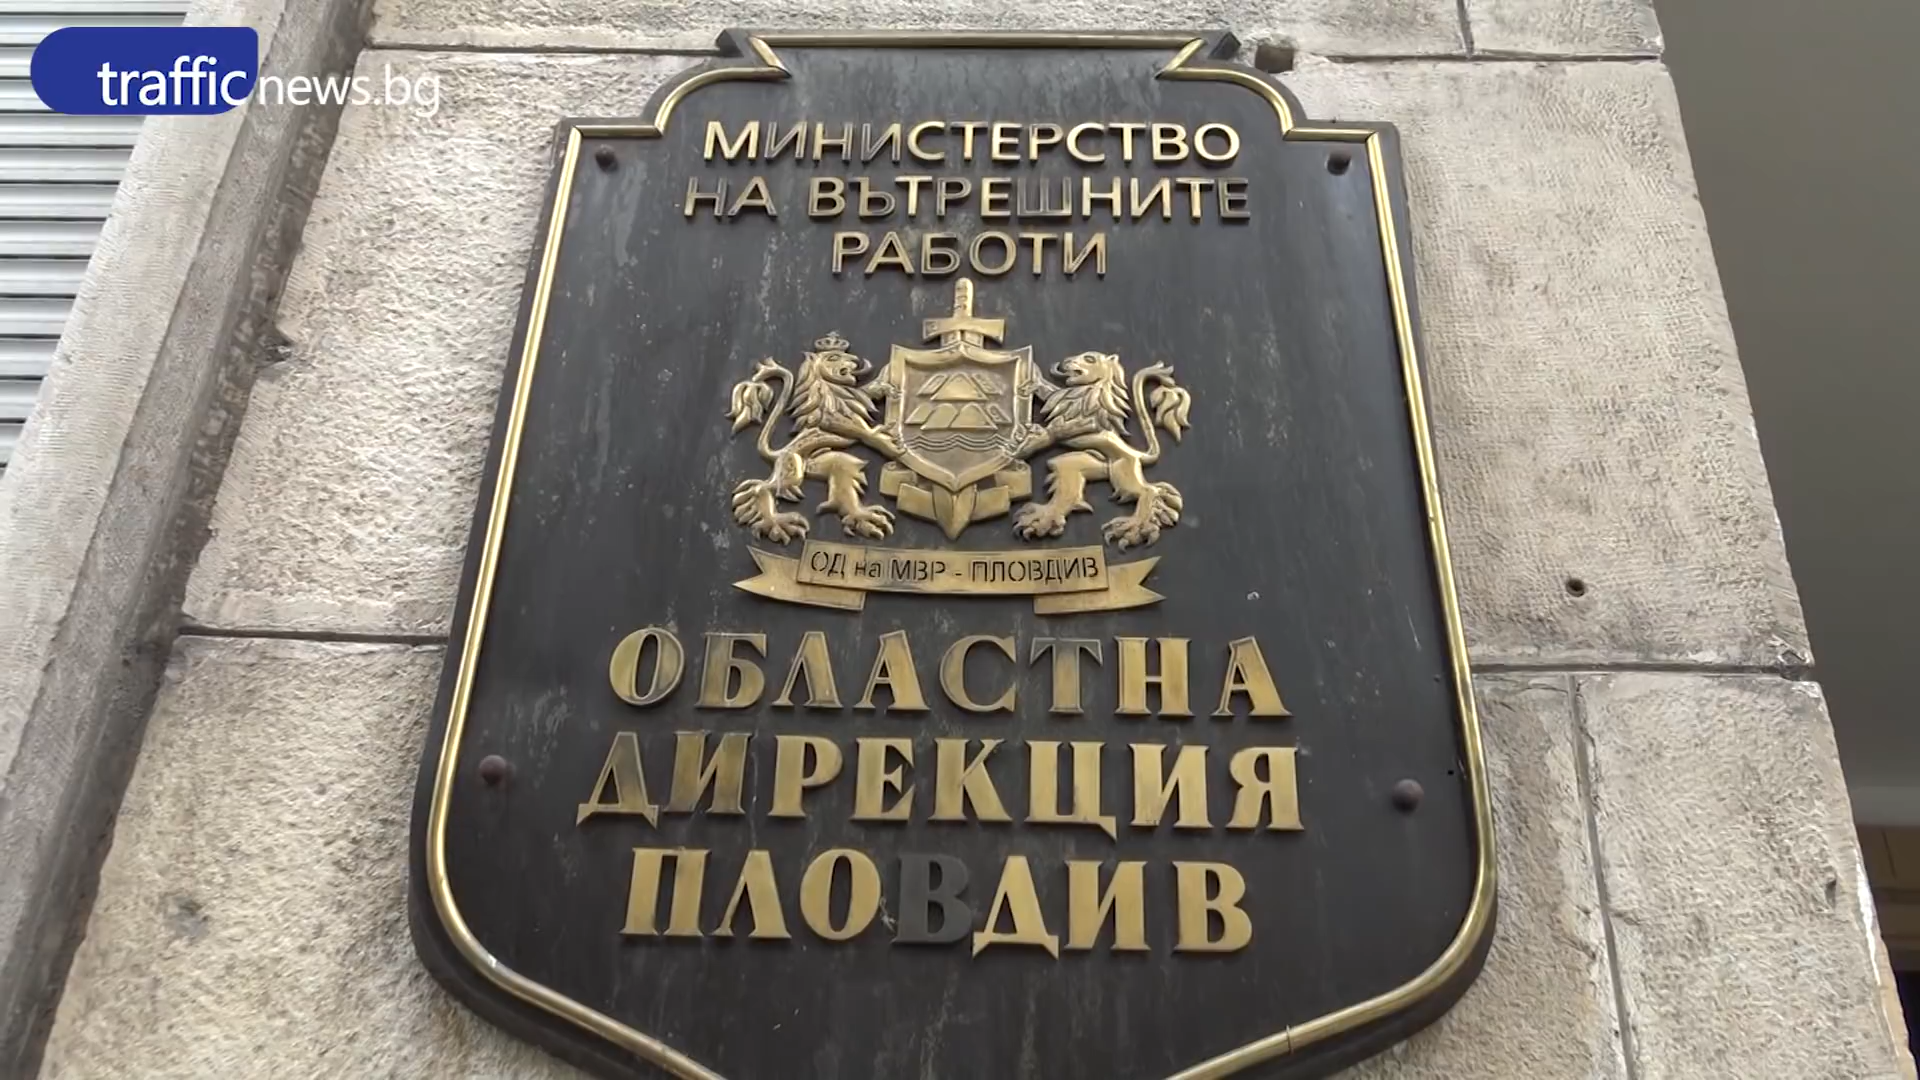 trafficnews.bg
МИНИСТЕРСТВО
НА ВЪТРЕШНИТЕ
РАБОТИ
ОД на МВР - ПЛОВДИВ
ОБЛАСТНА
ДИРЕКЦИЯ
ПЛОВДИВ